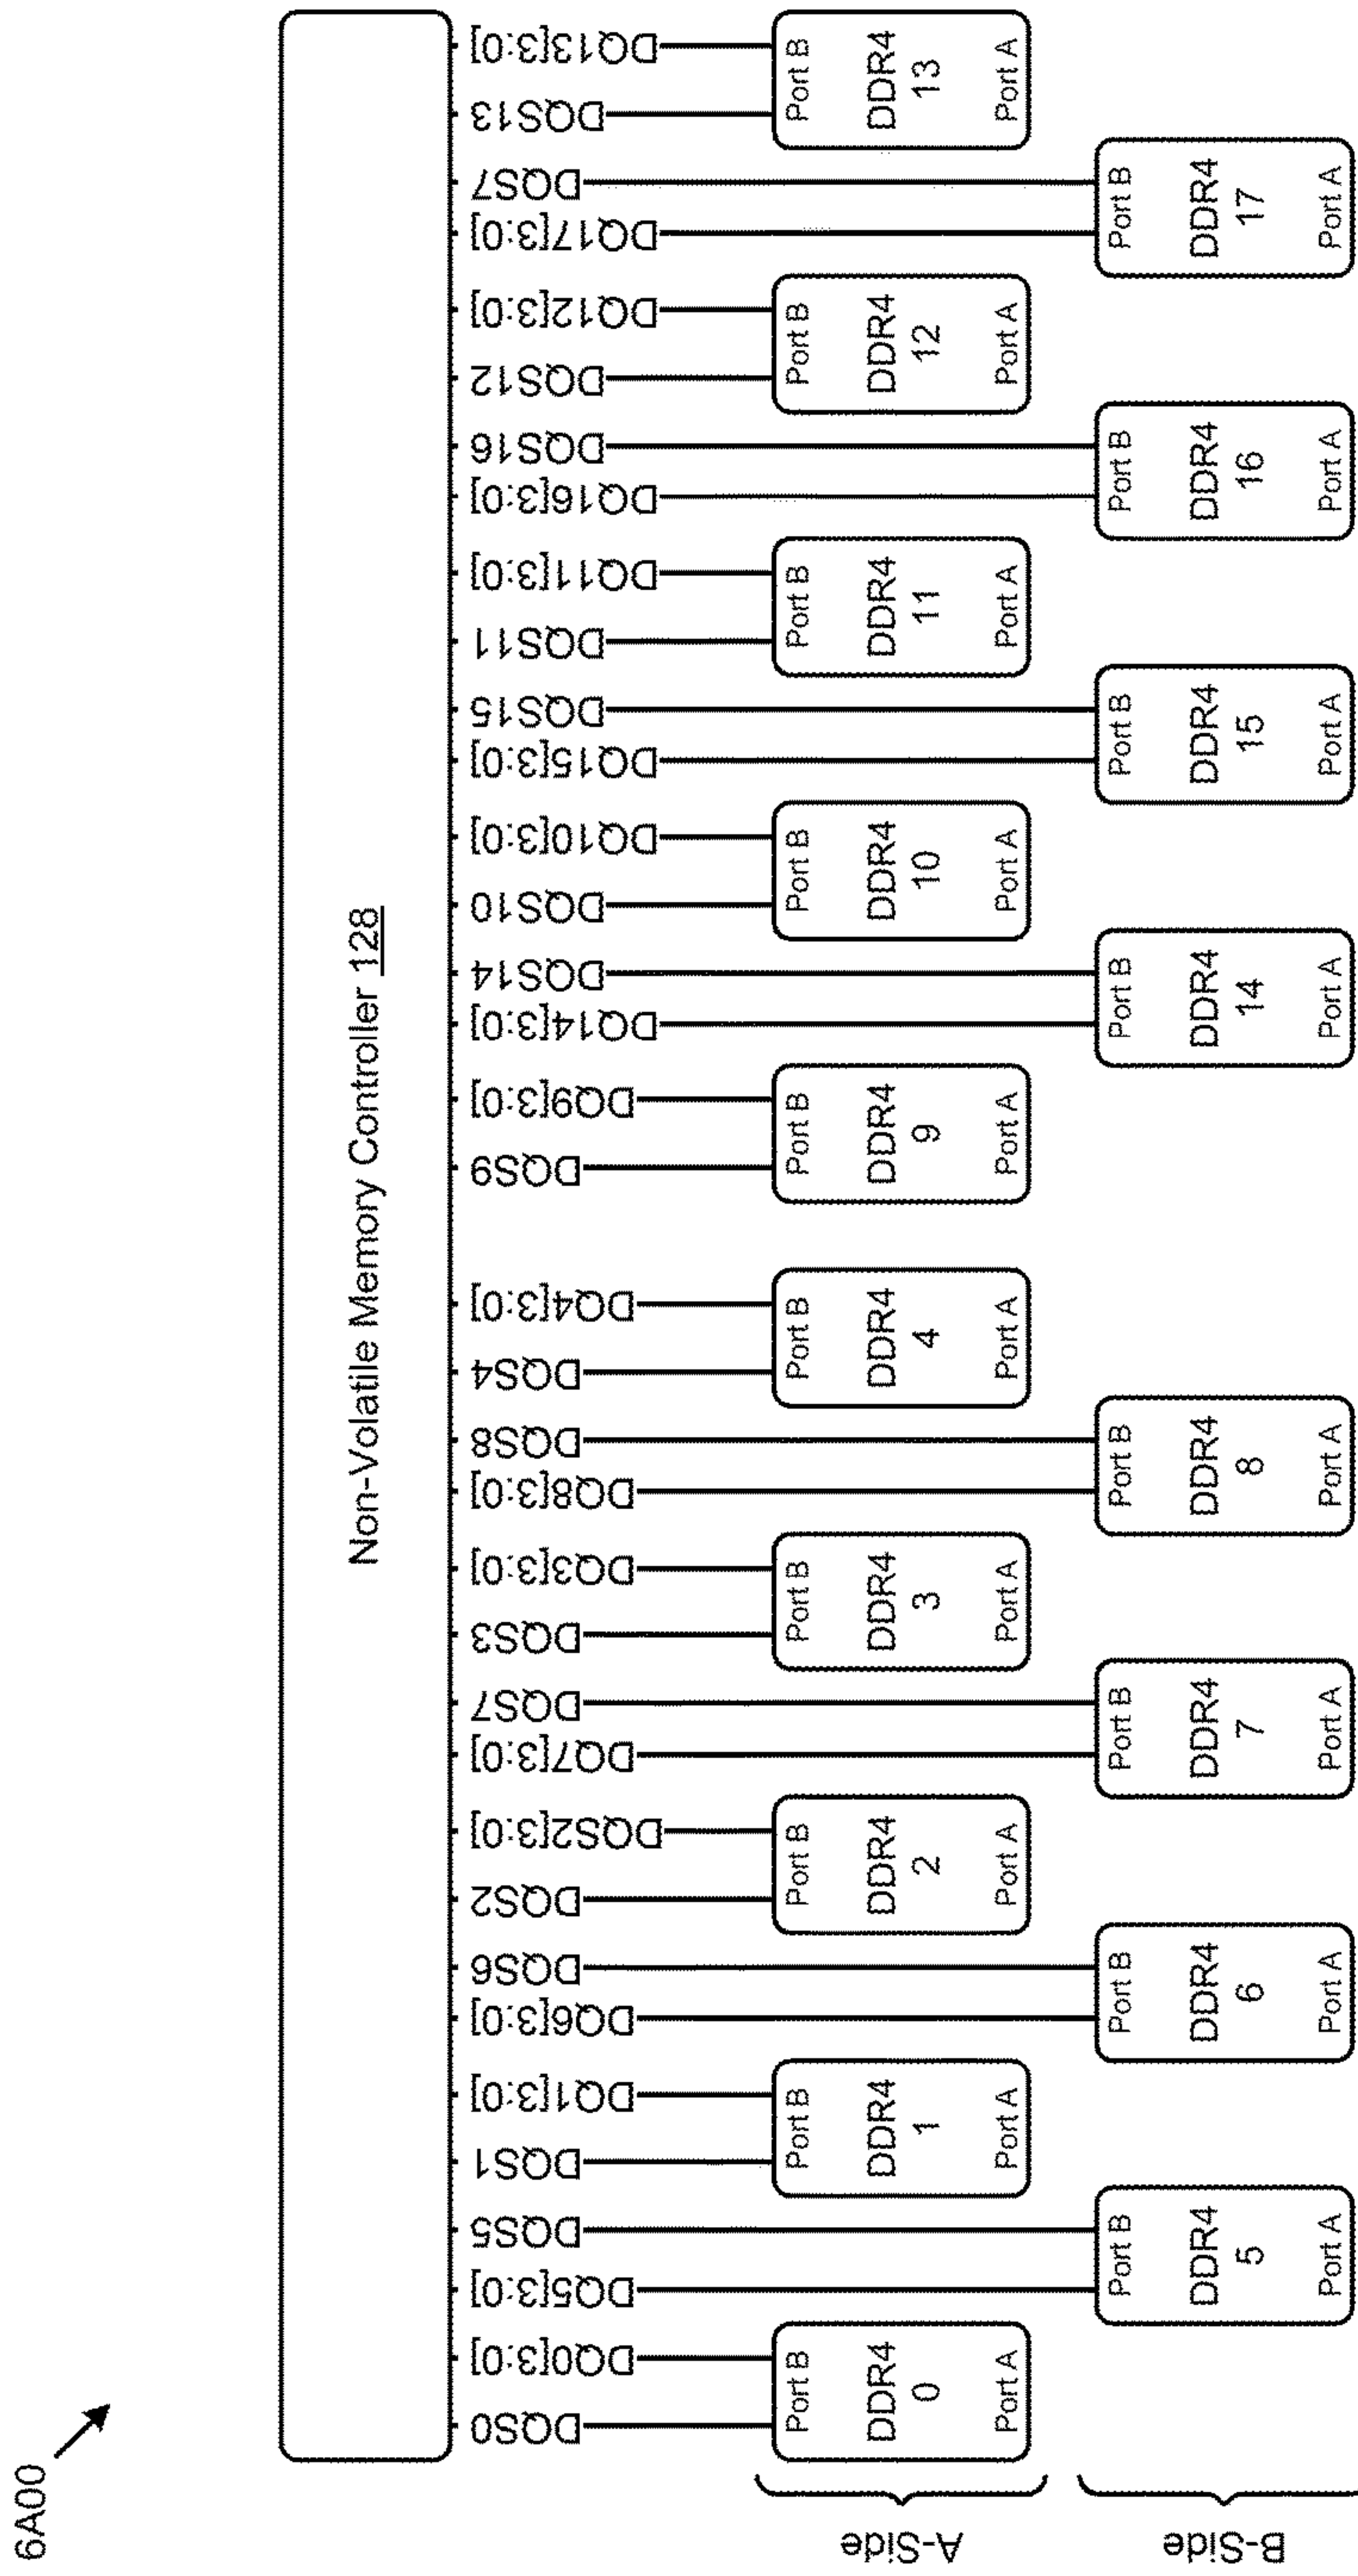 6A00
Non-Volatile Memory Controller 128
DQS0
DQ0[3:0]
DQ5[3:0]
DQS5
DQS1
DQ1[3:0]
DQ6[3:0]
DQS6
DQS2
DQS2[3:0]
DQ7[3:0]
DQS7
DQS3
DQ3[3:0]
DQ8[3:0]
DQS8
DQS4
DQ4[3:0]
DQS9
DQ9[3:0]
DQ14[3:0]
DQS14
DQS10
DQ10[3:0]
DQ15[3:0]
DQS15
DQS11
DQ11[3:0]
DQ16[3:0]
DQS16
DQS12
DQ12[3:0]
DQ17[3:0]
DQS7
DQS13
DQ13[3:0]
A-Side
Port B
DDR4
0
Port A
Port B
DDR4
1
Port A
Port B
DDR4
2
Port A
Port B
DDR4
3
Port A
Port B
DDR4
4
Port A
Port B
DDR4
9
Port A
Port B
DDR4
10
Port A
Port B
DDR4
11
Port A
Port B
DDR4
12
Port A
Port B
DDR4
13
Port A
B-Side
Port B
DDR4
5
Port A
Port B
DDR4
6
Port A
Port B
DDR4
7
Port A
Port B
DDR4
8
Port A
Port B
DDR4
14
Port A
Port B
DDR4
15
Port A
Port B
DDR4
16
Port A
Port B
DDR4
17
Port A